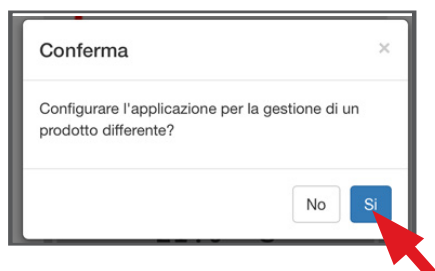 Conferma ×
Configurare l'applicazione per la gestione di un
prodotto differente?
No Si